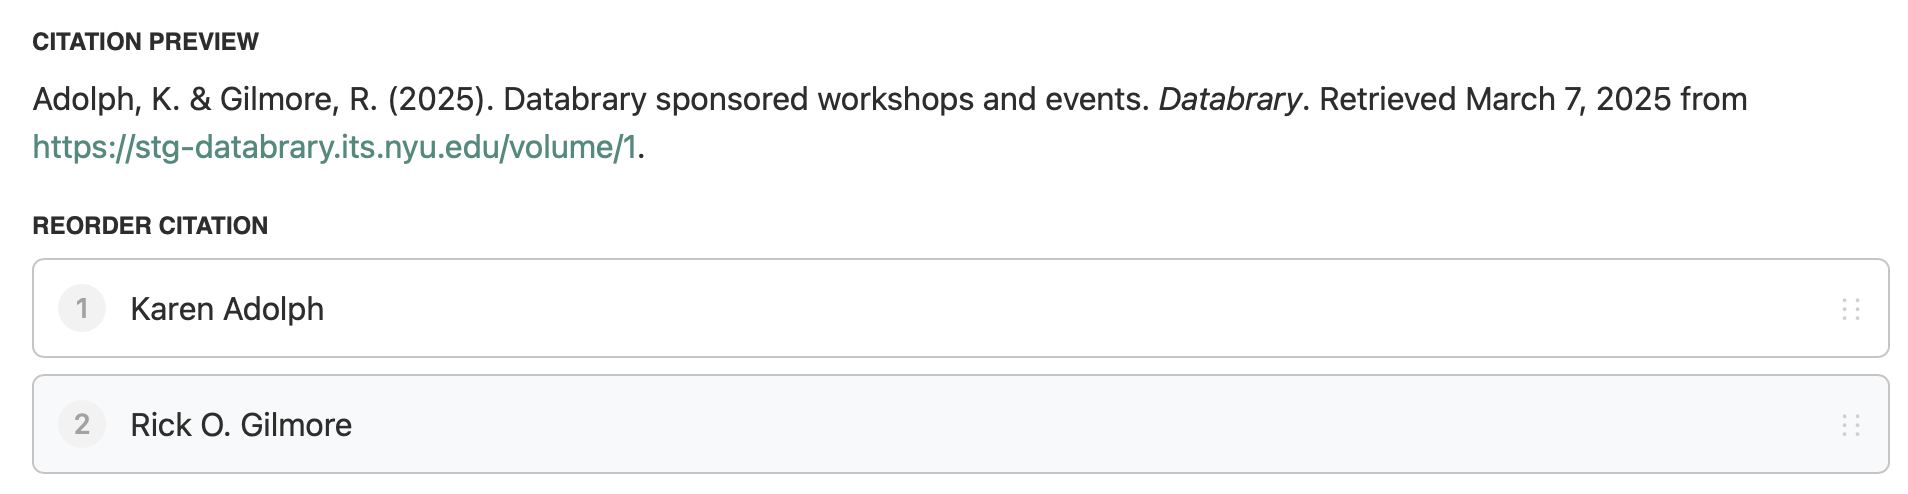 CITATION PREVIEW
Adolph, K. & Gilmore, R. (2025). Databrary sponsored workshops and events. Databrary. Retrieved March 7, 2025 from
https://stg-databrary.its.nyu.edu/volume/1.
REORDER CITATION
1 Karen Adolph
2 Rick O. Gilmore